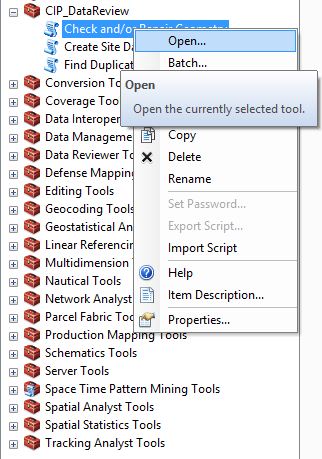 CIP_DataReview
Check and/or Repair Geometry
Open...
Create Site Da
Batch...
Find Duplicat
Open
Open the currently selected tool.
Conversion To
Coverage Tool
Data Interoper
Copy
Data Managem
Delete
Data Reviewer To
Rename
Defense Mapping
Editing Tools
Set Password...
Geocoding Tools
Export Script...
Geostatistical An
Import Script
Linear Referencin
Multidimension T
Help
Nautical Tools
Item Description...
Network Analyst
Parcel Fabric Too
Properties...
Production Mapping Tools
Schematics Tools
Server Tools
Space Time Pattern Mining Tools
Spatial Analyst Tools
Spatial Statistics Tools
Tracking Analyst Tools